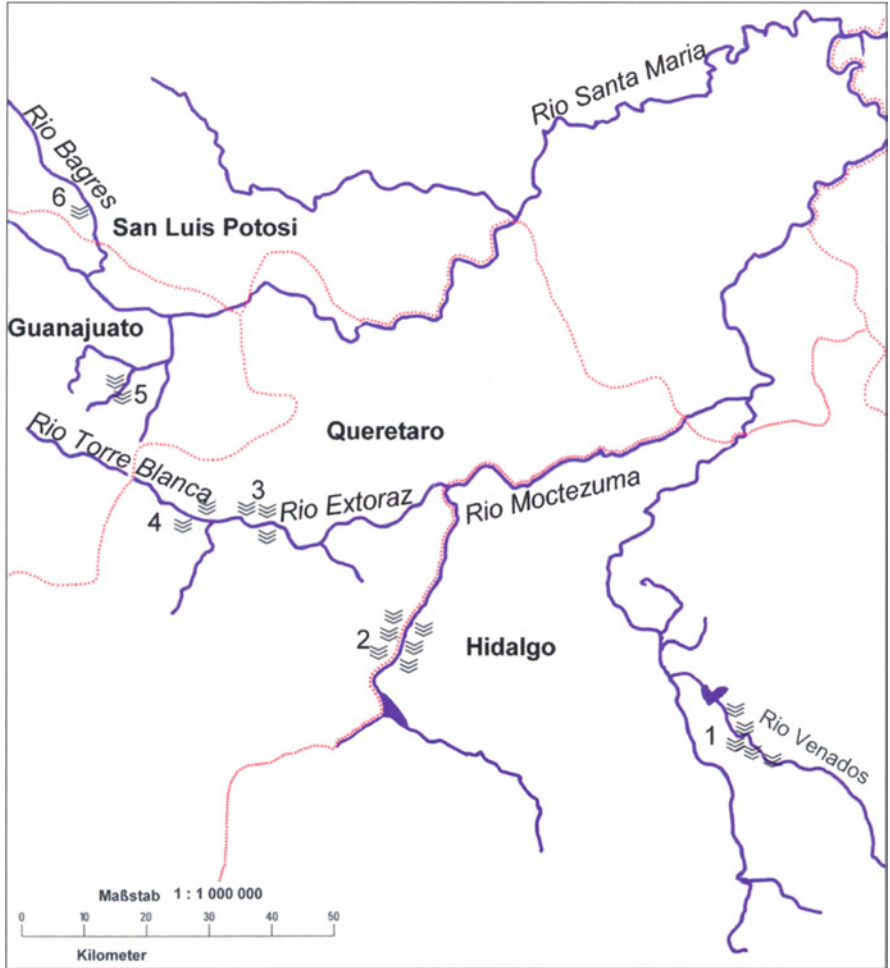 Rio Santa Maria
Rio Bagres
6
San Luis Potosi
Guanajuato
5
Queretaro
Rio Torre Blanca
3
Rio Extoraz
Rio Moctezuma
4
2
Hidalgo
1
Rio Venados
Maßstab 1 : 1 000 000
0 10 20 30 40 50
Kilometer